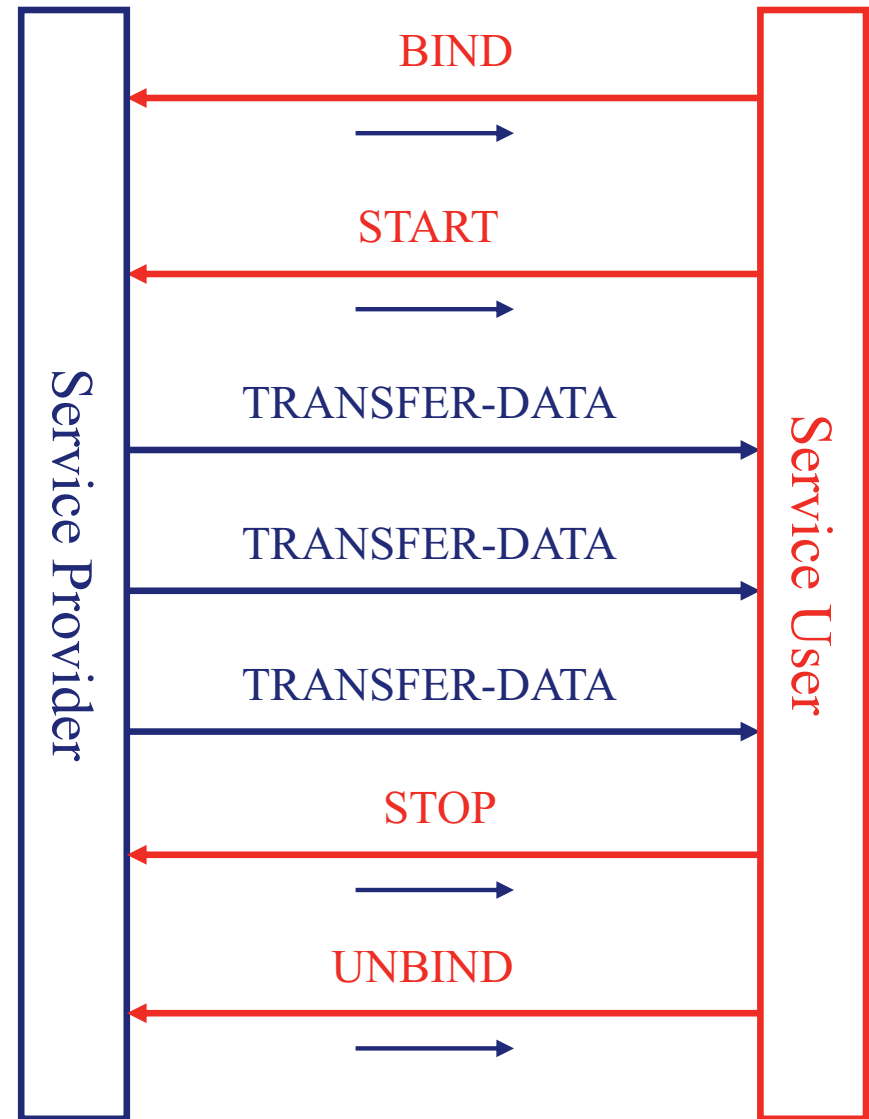 BIND
START
TRANSFER-DATA
TRANSFER-DATA
TRANSFER-DATA
STOP
UNBIND
Service Provider
Service User